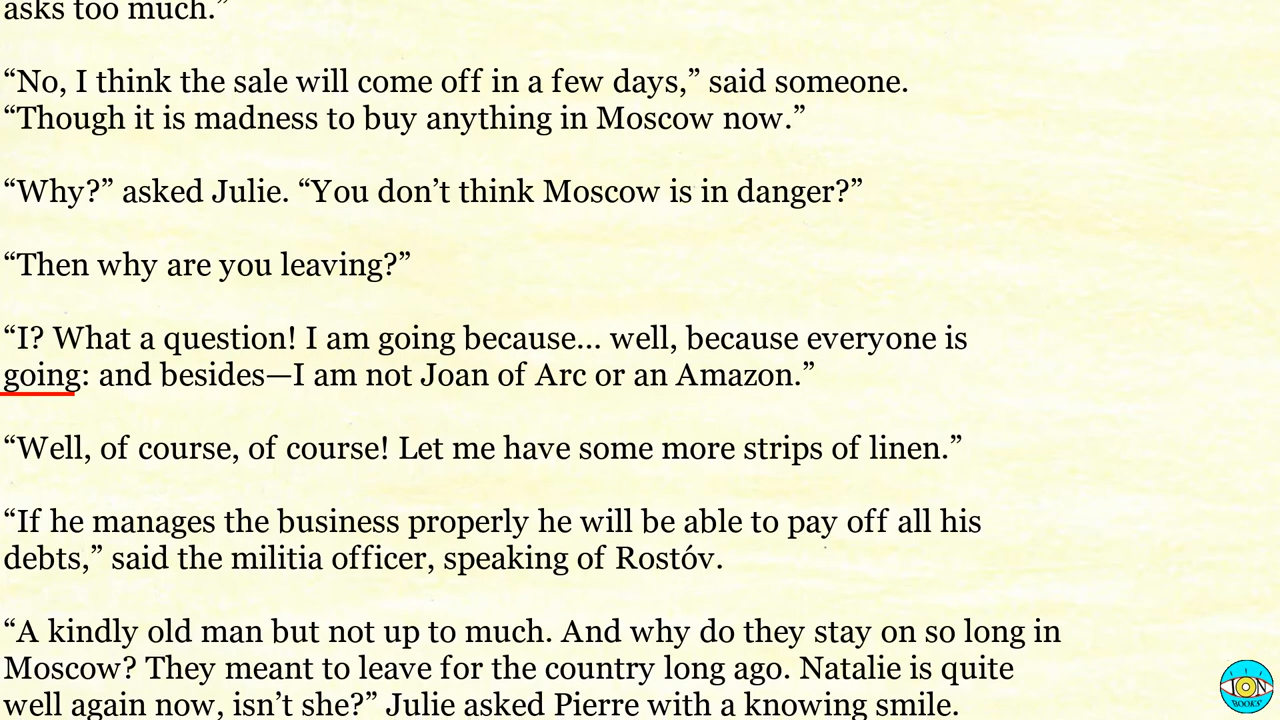 asks too much.”
“No, I think the sale will come off in a few days,” said someone.
“Though it is madness to buy anything in Moscow now.”
“Why?” asked Julie. “You don’t think Moscow is in danger?”
“Then why are you leaving?”
“I? What a question! I am going because... well, because everyone is
going: and besides—I am not Joan of Arc or an Amazon.”
“Well, of course, of course! Let me have some more strips of linen.”
“If he manages the business properly he will be able to pay off all his
debts,” said the militia officer, speaking of Rostóv.
“A kindly old man but not up to much. And why do they stay on so long in
Moscow? They meant to leave for the country long ago. Natalie is quite
well again now, isn’t she?” Julie asked Pierre with a knowing smile.
ION
BOOKS